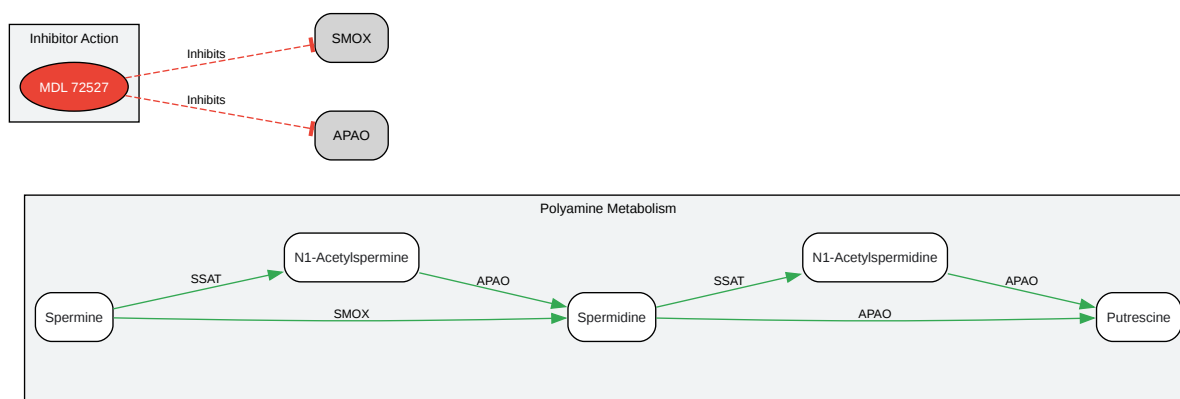 Inhibitor Action
MDL 72527
Inhibits
Inhibits
SMOX
APAO
Polyamine Metabolism
Spermine
SSAT
N1-Acetylspermine
APAO
SMOX
Spermidine
SSAT
N1-Acetylspermidine
APAO
APAO
Putrescine